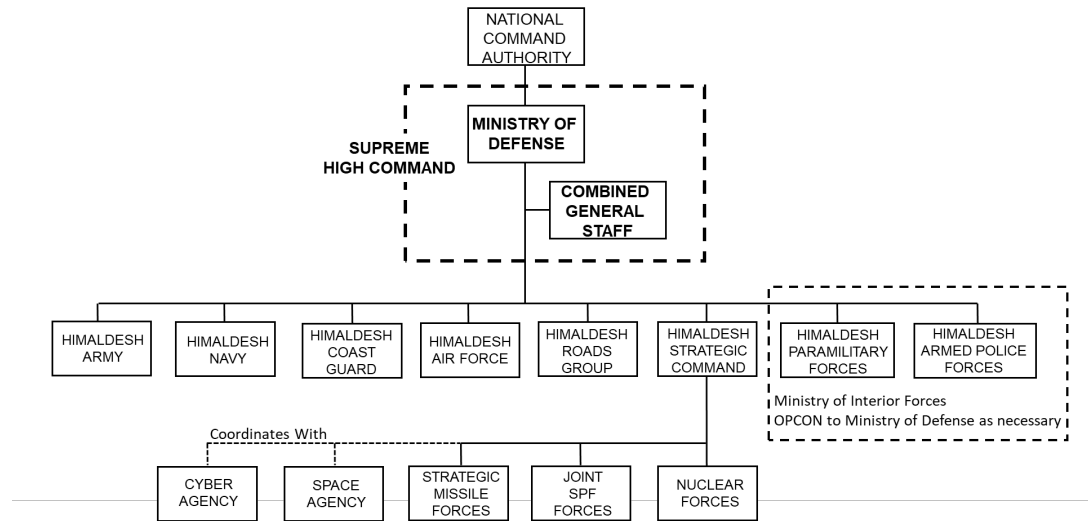 NATIONAL
COMMAND
AUTHORITY
MINISTRY OF
DEFENSE
SUPREME
HIGH COMMAND
COMBINED
GENERAL
STAFF
HIMALDESH
ARMY
HIMALDESH
NAVY
HIMALDESH
COAST
GUARD
HIMALDESH
AIR FORCE
HIMALDESH
ROADS
GROUP
HIMALDESH
STRATEGIC
COMMAND
HIMALDESH
PARAMILITARY
FORCES
HIMALDESH
ARMED POLICE
FORCES
Ministry of Interior Forces
OPCON to Ministry of Defense as necessary
Coordinates With
CYBER
AGENCY
SPACE
AGENCY
STRATEGIC
MISSILE
FORCES
JOINT
SPF
FORCES
NUCLEAR
FORCES